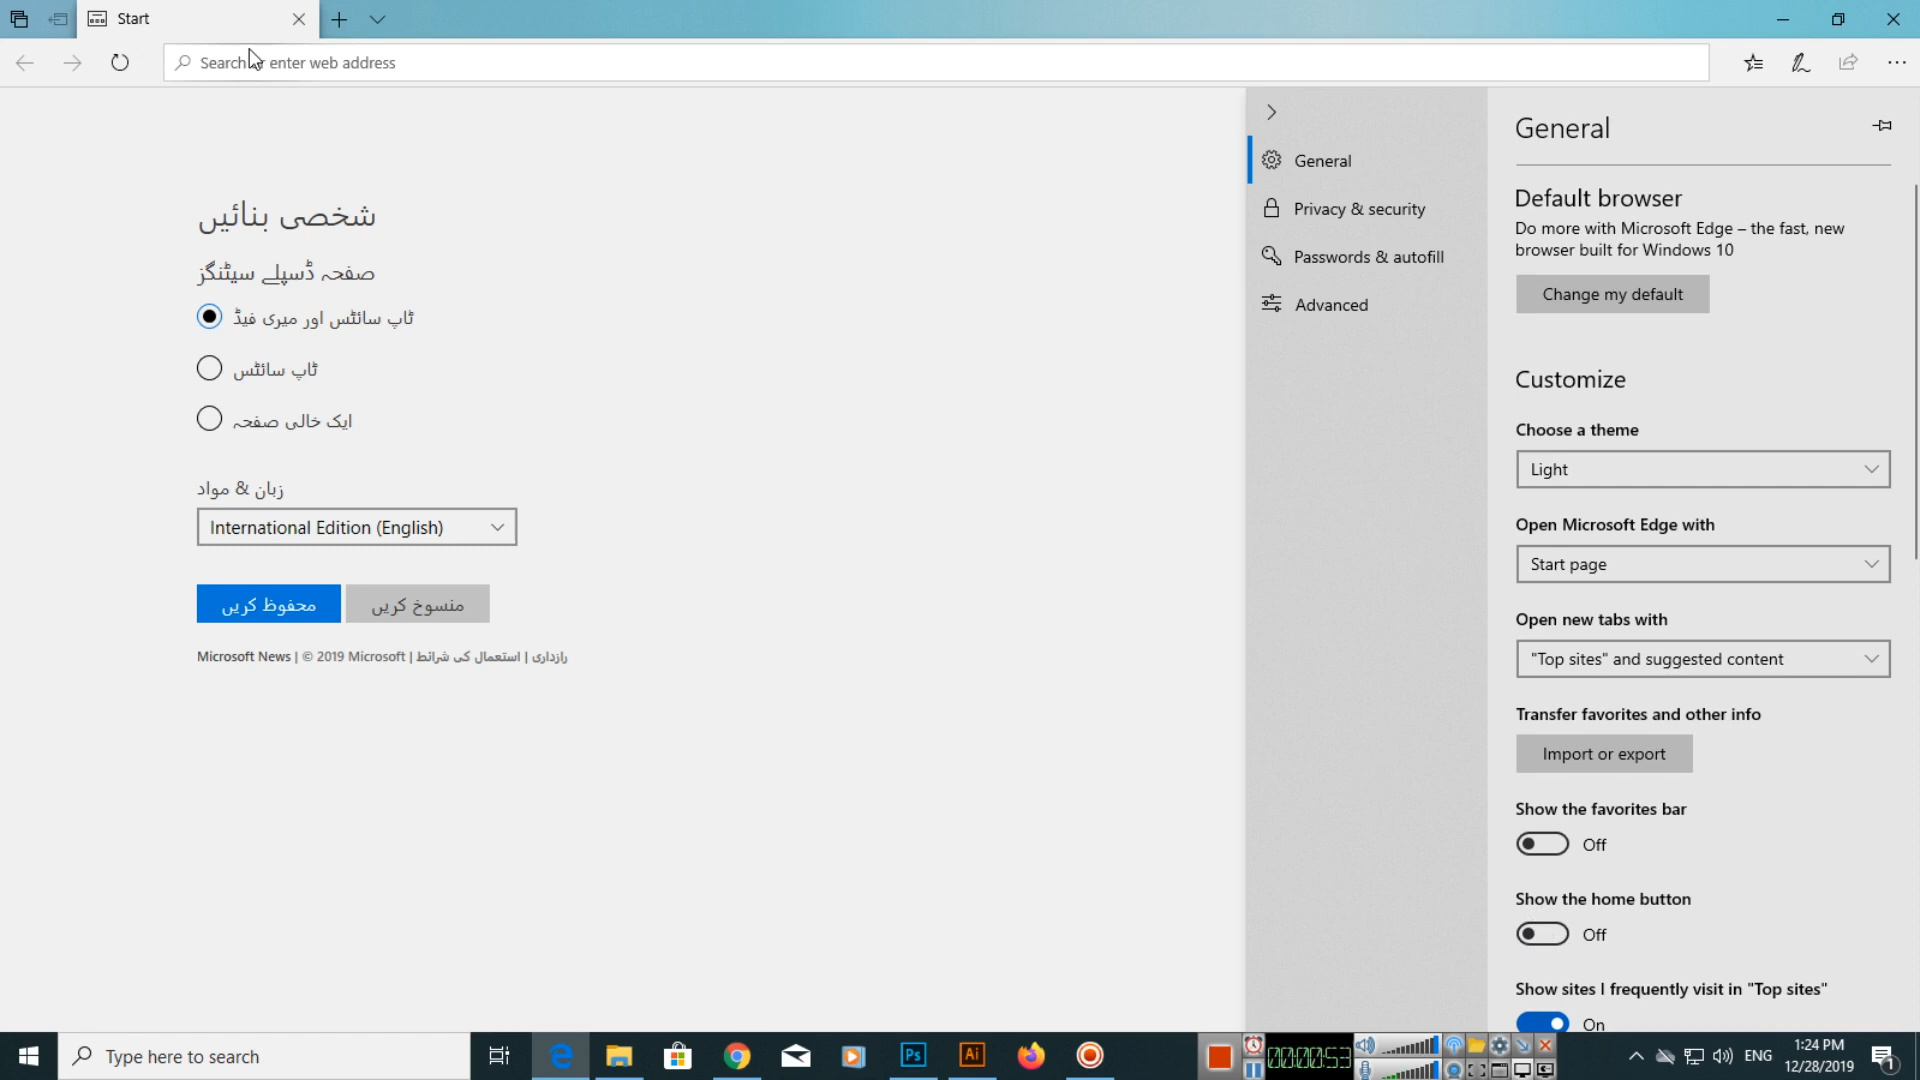 Start
Search or enter web address
شخصی بنائیں
صفحہ ڈسپلے سیٹنگز
ٹاپ سائٹس اور میری فیڈ
ٹاپ سائٹس
ایک خالی صفحہ
زبان & مواد
International Edition (English)
محفوظ کریں
منسوخ کریں
Microsoft News | © 2019 Microsoft | رازداری | استعمال کی شرائط
General
Privacy & security
Passwords & autofill
Advanced
General
Default browser
Do more with Microsoft Edge – the fast, new
browser built for Windows 10
Change my default
Customize
Choose a theme
Light
Open Microsoft Edge with
Start page
Open new tabs with
"Top sites" and suggested content
Transfer favorites and other info
Import or export
Show the favorites bar
Off
Show the home button
Off
Show sites I frequently visit in "Top sites"
On
Type here to search
Ps
Ai
00:00:53
ENG
1:24 PM
12/28/2019
1